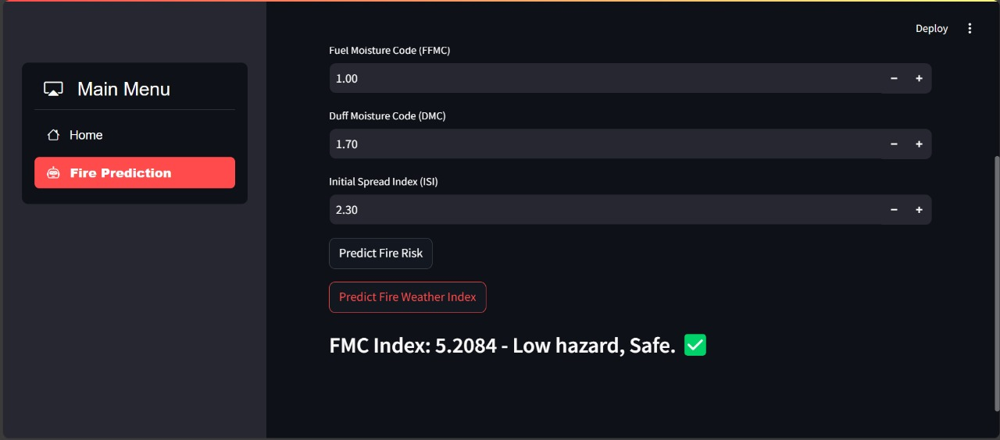 Deploy
Main Menu
Home
Fire Prediction
Fuel Moisture Code (FFMC)
1.00
Duff Moisture Code (DMC)
1.70
Initial Spread Index (ISI)
2.30
Predict Fire Risk
Predict Fire Weather Index
FMC Index: 5.2084 - Low hazard, Safe. ✅